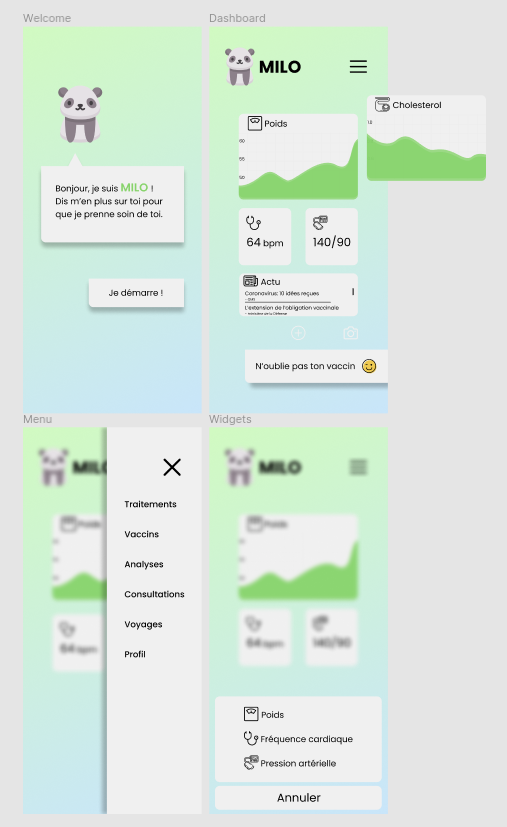 Welcome
Bonjour, je suis MILO !
Dis m'en plus sur toi pour
que je prenne soin de toi.
Je démarre !
Dashboard
MILO
Poids
60
55
50
Cholesterol
64 bpm
140/90
Actu
Coronavirus: 10 idées reçues
L'extension de l'obligation vaccinale
N'oublie pas ton vaccin
Menu
MILO
Poids
64 bpm
Traitements
Vaccins
Analyses
Consultations
Voyages
Profil
Widgets
MILO
Poids
64 bpm
140/90
Poids
Fréquence cardiaque
Pression artérielle
Annuler